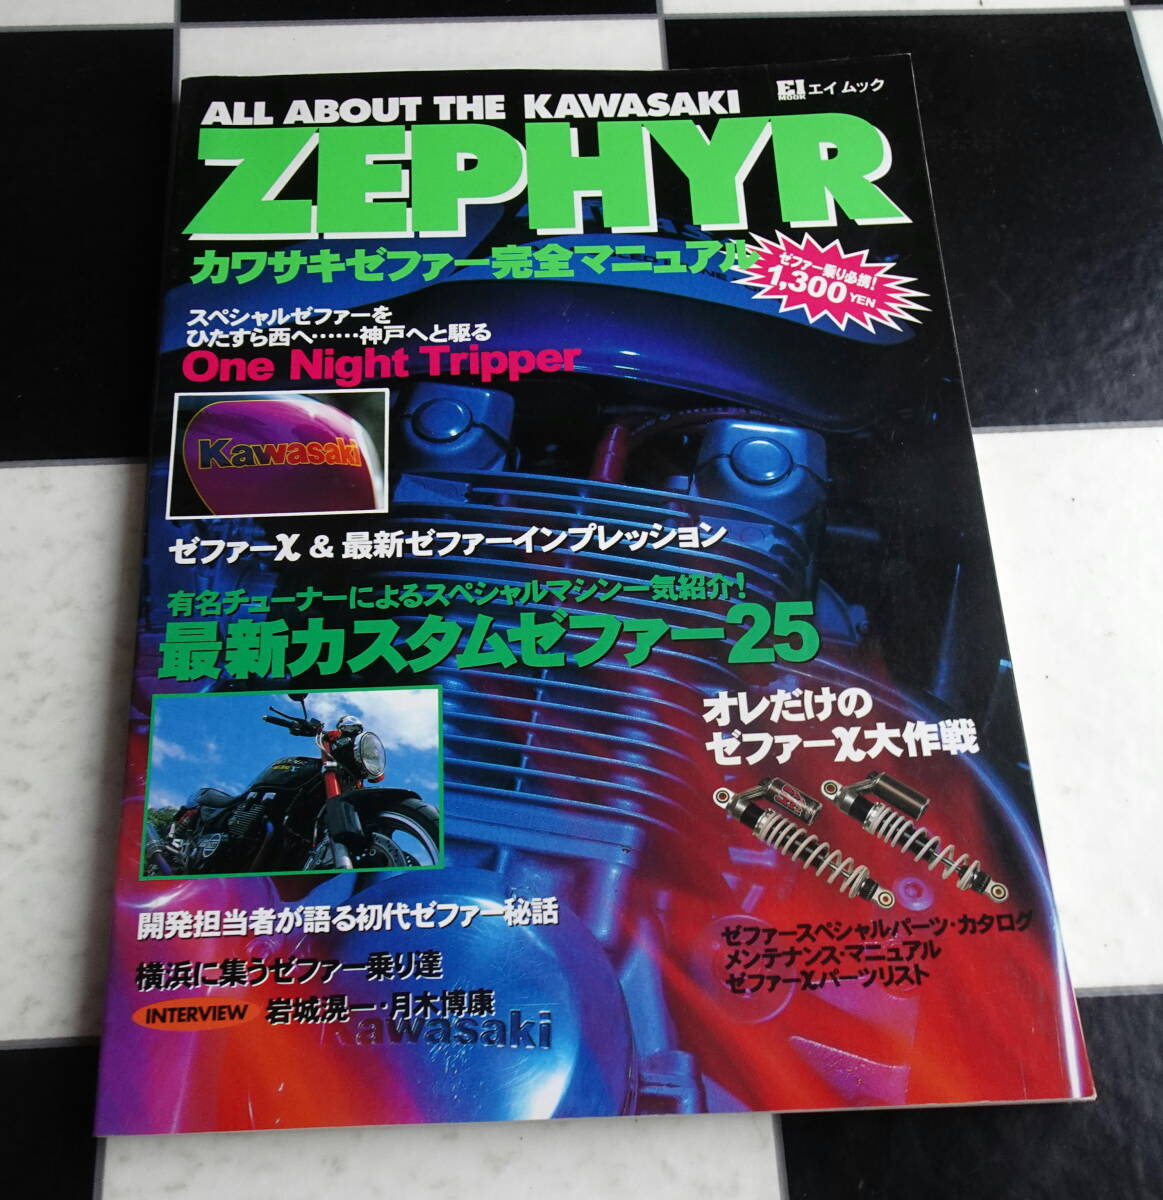 EI MOOK エイ ムック
ALL ABOUT THE KAWASAKI
ZEPHYR
カワサキゼファー完全マニュアル
ゼファー乗り必携!
1,300 YEN
スペシャルゼファーを
ひたすら西へ……神戸へと駆る
One Night Tripper
Kawasaki
ゼファーχ & 最新ゼファーインプレッション
有名チューナーによるスペシャルマシン一気紹介!
最新カスタムゼファー25
オレだけの
ゼファーχ大作戦
開発担当者が語る初代ゼファー秘話
横浜に集うゼファー乗り達
INTERVIEW 岩城滉一・月木博康
ゼファースペシャルパーツ・カタログ
メンテナンス・マニュアル
ゼファーχパーツリスト
Kawasaki